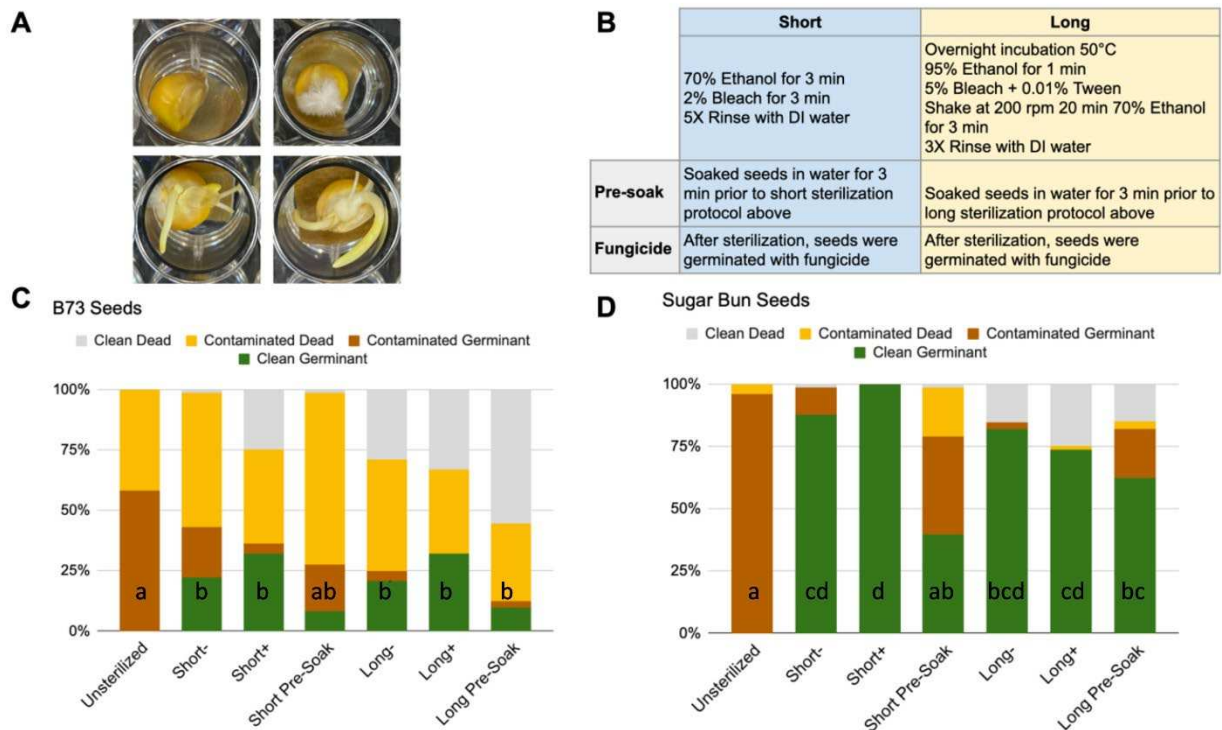 A
B
Short
Long
70% Ethanol for 3 min
2% Bleach for 3 min
5X Rinse with DI water
Overnight incubation 50°C
95% Ethanol for 1 min
5% Bleach + 0.01% Tween
Shake at 200 rpm 20 min 70% Ethanol
for 3 min
3X Rinse with DI water
Pre-soak
Soaked seeds in water for 3
min prior to short sterilization
protocol above
Soaked seeds in water for 3 min prior to
long sterilization protocol above
Fungicide
After sterilization, seeds were
germinated with fungicide
After sterilization, seeds were
germinated with fungicide
C
B73 Seeds
Clean Dead
Contaminated Dead
Contaminated Germinant
Clean Germinant
100%
75%
50%
25%
0%
a
b
b
ab
b
b
b
Unsterilized
Short-
Short+
Short Pre-Soak
Long-
Long+
Long Pre-Soak
D
Sugar Bun Seeds
Clean Dead
Contaminated Dead
Contaminated Germinant
Clean Germinant
100%
75%
50%
25%
0%
a
cd
d
ab
bcd
cd
bc
Unsterilized
Short-
Short+
Short Pre-Soak
Long-
Long+
Long Pre-Soak